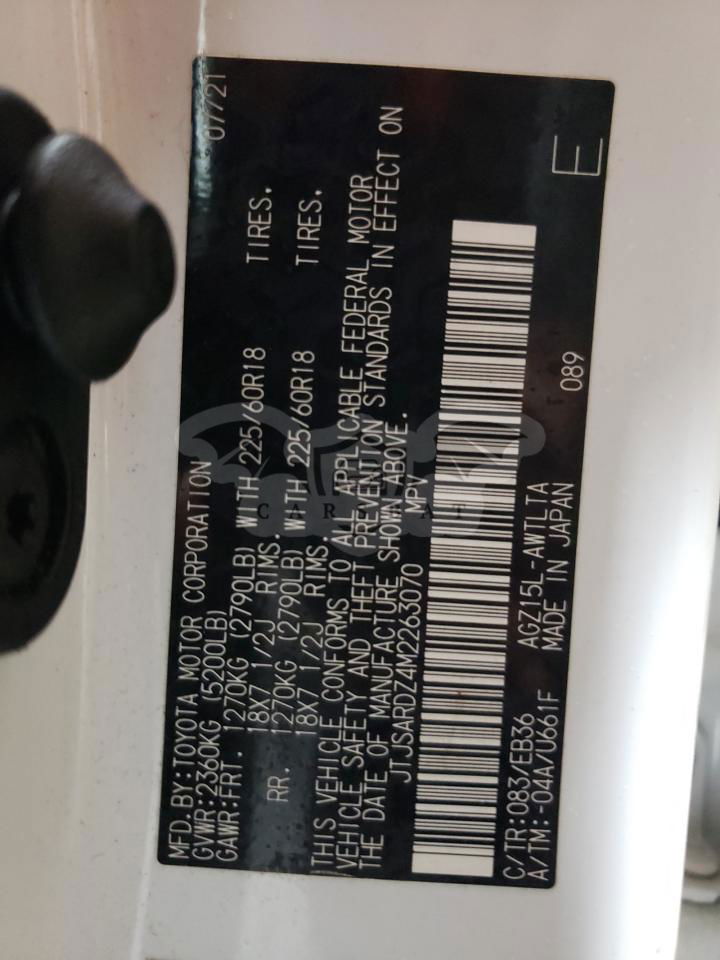 MFD.BY:TOYOTA MOTOR CORPORATION 07/21
GVWR:2360KG (5200LB)
GAWR:FRT. 1270KG (2790LB) WITH 225/60R18 TIRES,
18X7 1/2J RIMS.
RR. 1270KG (2790LB) WITH 225/60R18 TIRES,
18X7 1/2J RIMS.
THIS VEHICLE CONFORMS TO ALL APPLICABLE FEDERAL MOTOR
VEHICLE SAFETY AND THEFT PREVENTION STANDARDS IN EFFECT ON
THE DATE OF MANUFACTURE SHOWN ABOVE.
JTJSARDZ4M2263070 MPV
E
C/TR:083/EB36 AGZ15L-AWTLTA 089
A/TM:-04A/U661F MADE IN JAPAN
CARSEAT